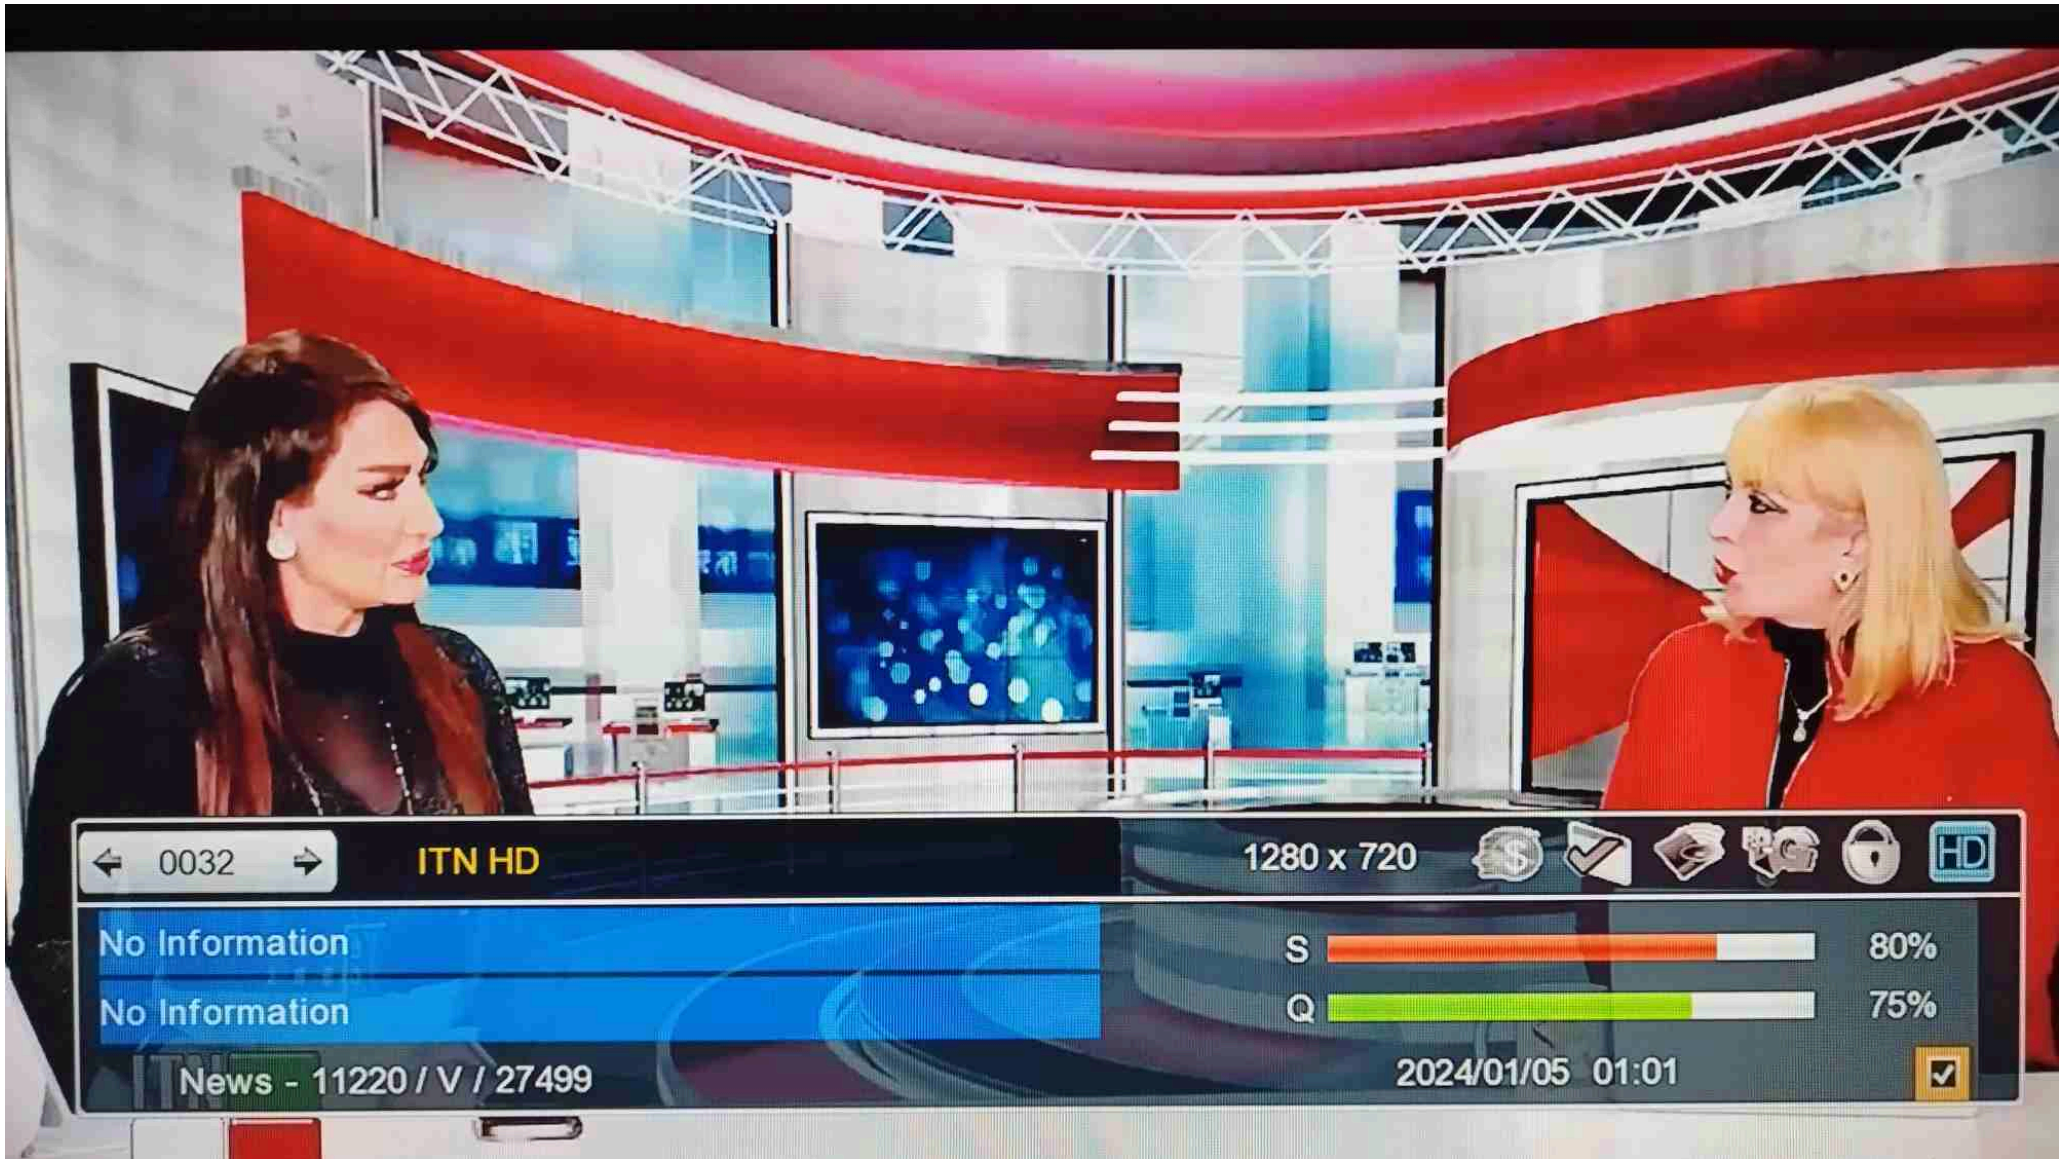 0032
ITN HD
1280 x 720
HD
No Information
No Information
S 80%
Q 75%
ITN
News - 11220 / V / 27499
2024/01/05 01:01